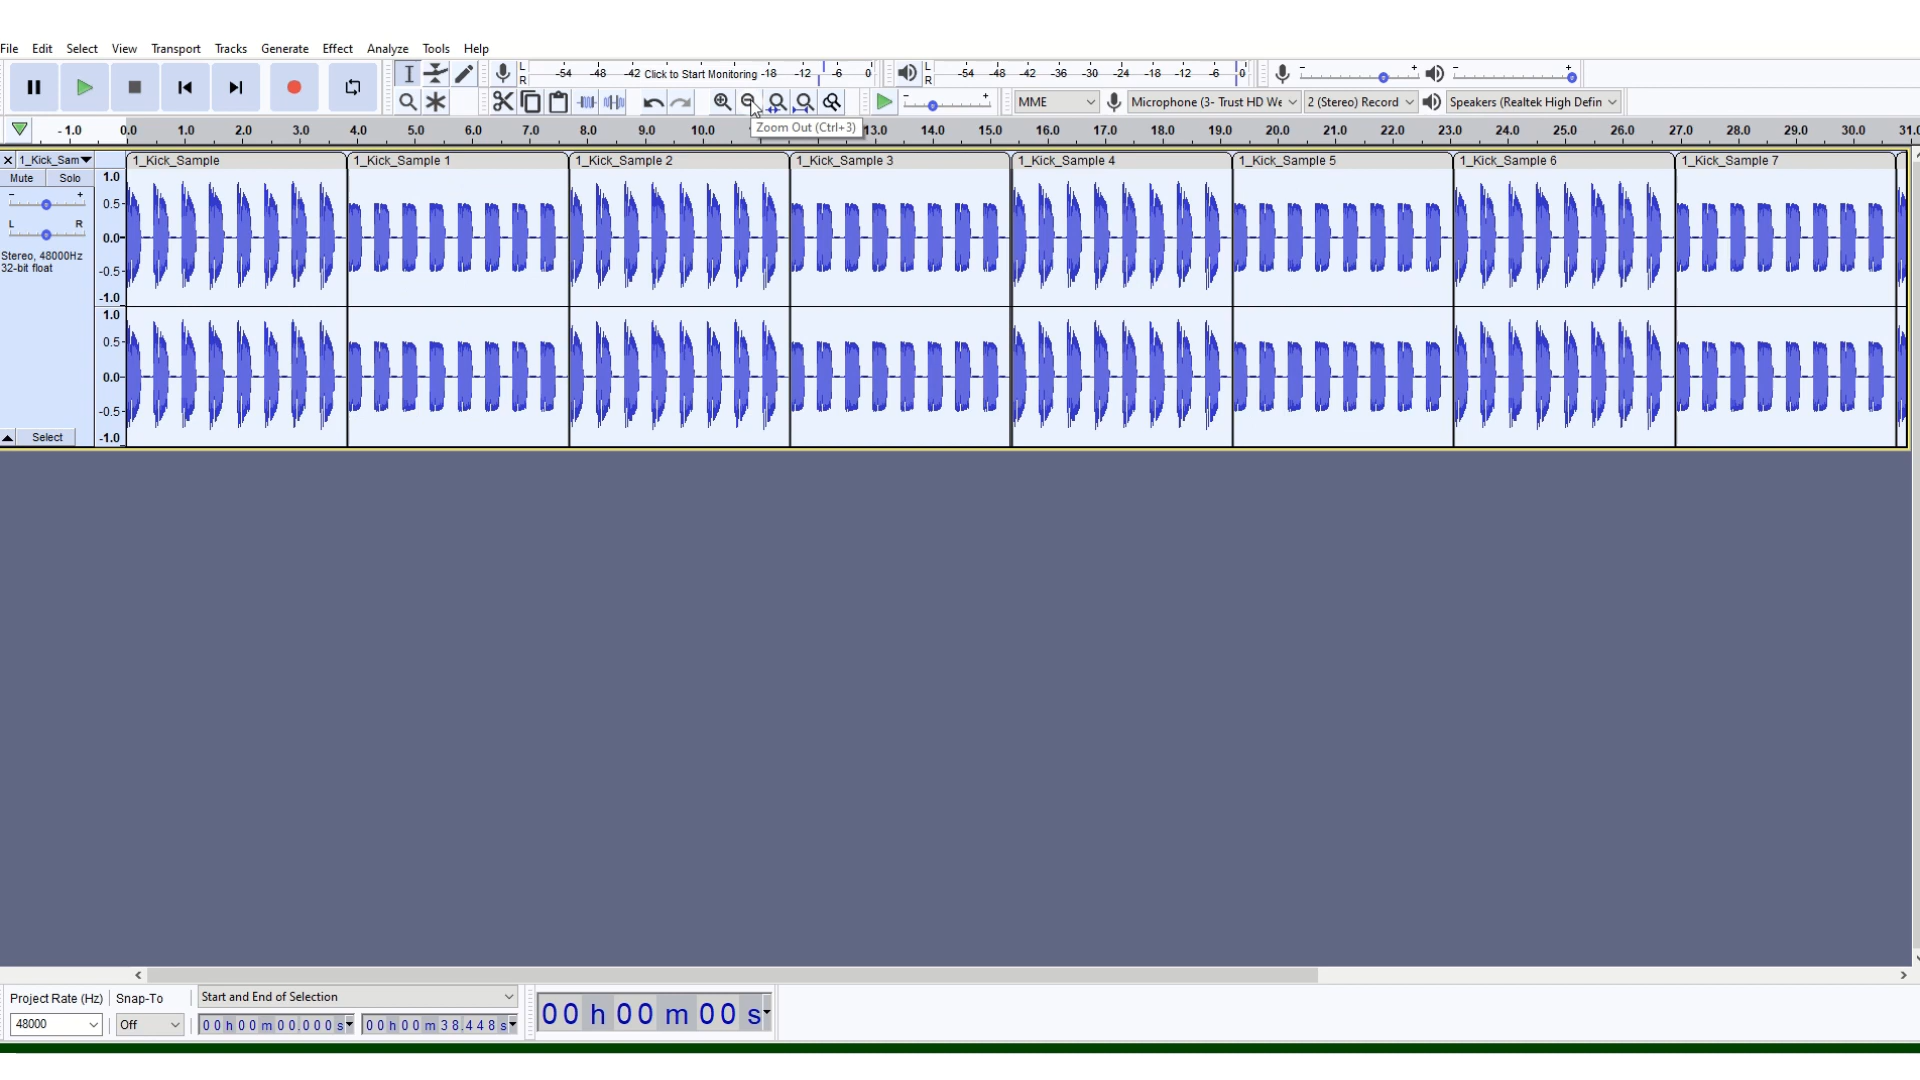 File Edit Select View Transport Tracks Generate Effect Analyze Tools Help
L R -54 -48 -42 Click to Start Monitoring -18 -12 -6 0 L R -54 -48 -42 -36 -30 -24 -18 -12 -6 0 - + - +
- + MME Microphone (3- Trust HD We 2 (Stereo) Record Speakers (Realtek High Defin
Zoom Out (Ctrl+3)
-1.0 0.0 1.0 2.0 3.0 4.0 5.0 6.0 7.0 8.0 9.0 10.0 13.0 14.0 15.0 16.0 17.0 18.0 19.0 20.0 21.0 22.0 23.0 24.0 25.0 26.0 27.0 28.0 29.0 30.0 31.0
1_Kick_Sam 1_Kick_Sample 1_Kick_Sample 1 1_Kick_Sample 2 1_Kick_Sample 3 1_Kick_Sample 4 1_Kick_Sample 5 1_Kick_Sample 6 1_Kick_Sample 7
Mute Solo 1.0
- + 0.5
L R 0.0
Stereo, 48000Hz
32-bit float -0.5
-1.0
1.0
0.5
0.0
-0.5
Select -1.0
Project Rate (Hz) Snap-To Start and End of Selection
48000 Off 00h00m00.000s 00h00m38.448s 00h00m00s